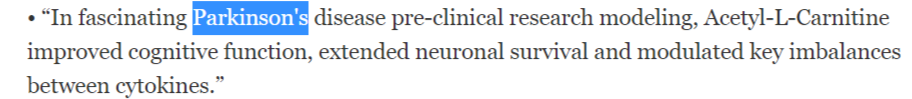 • “In fascinating Parkinson's disease pre-clinical research modeling, Acetyl-L-Carnitine
improved cognitive function, extended neuronal survival and modulated key imbalances
between cytokines.”